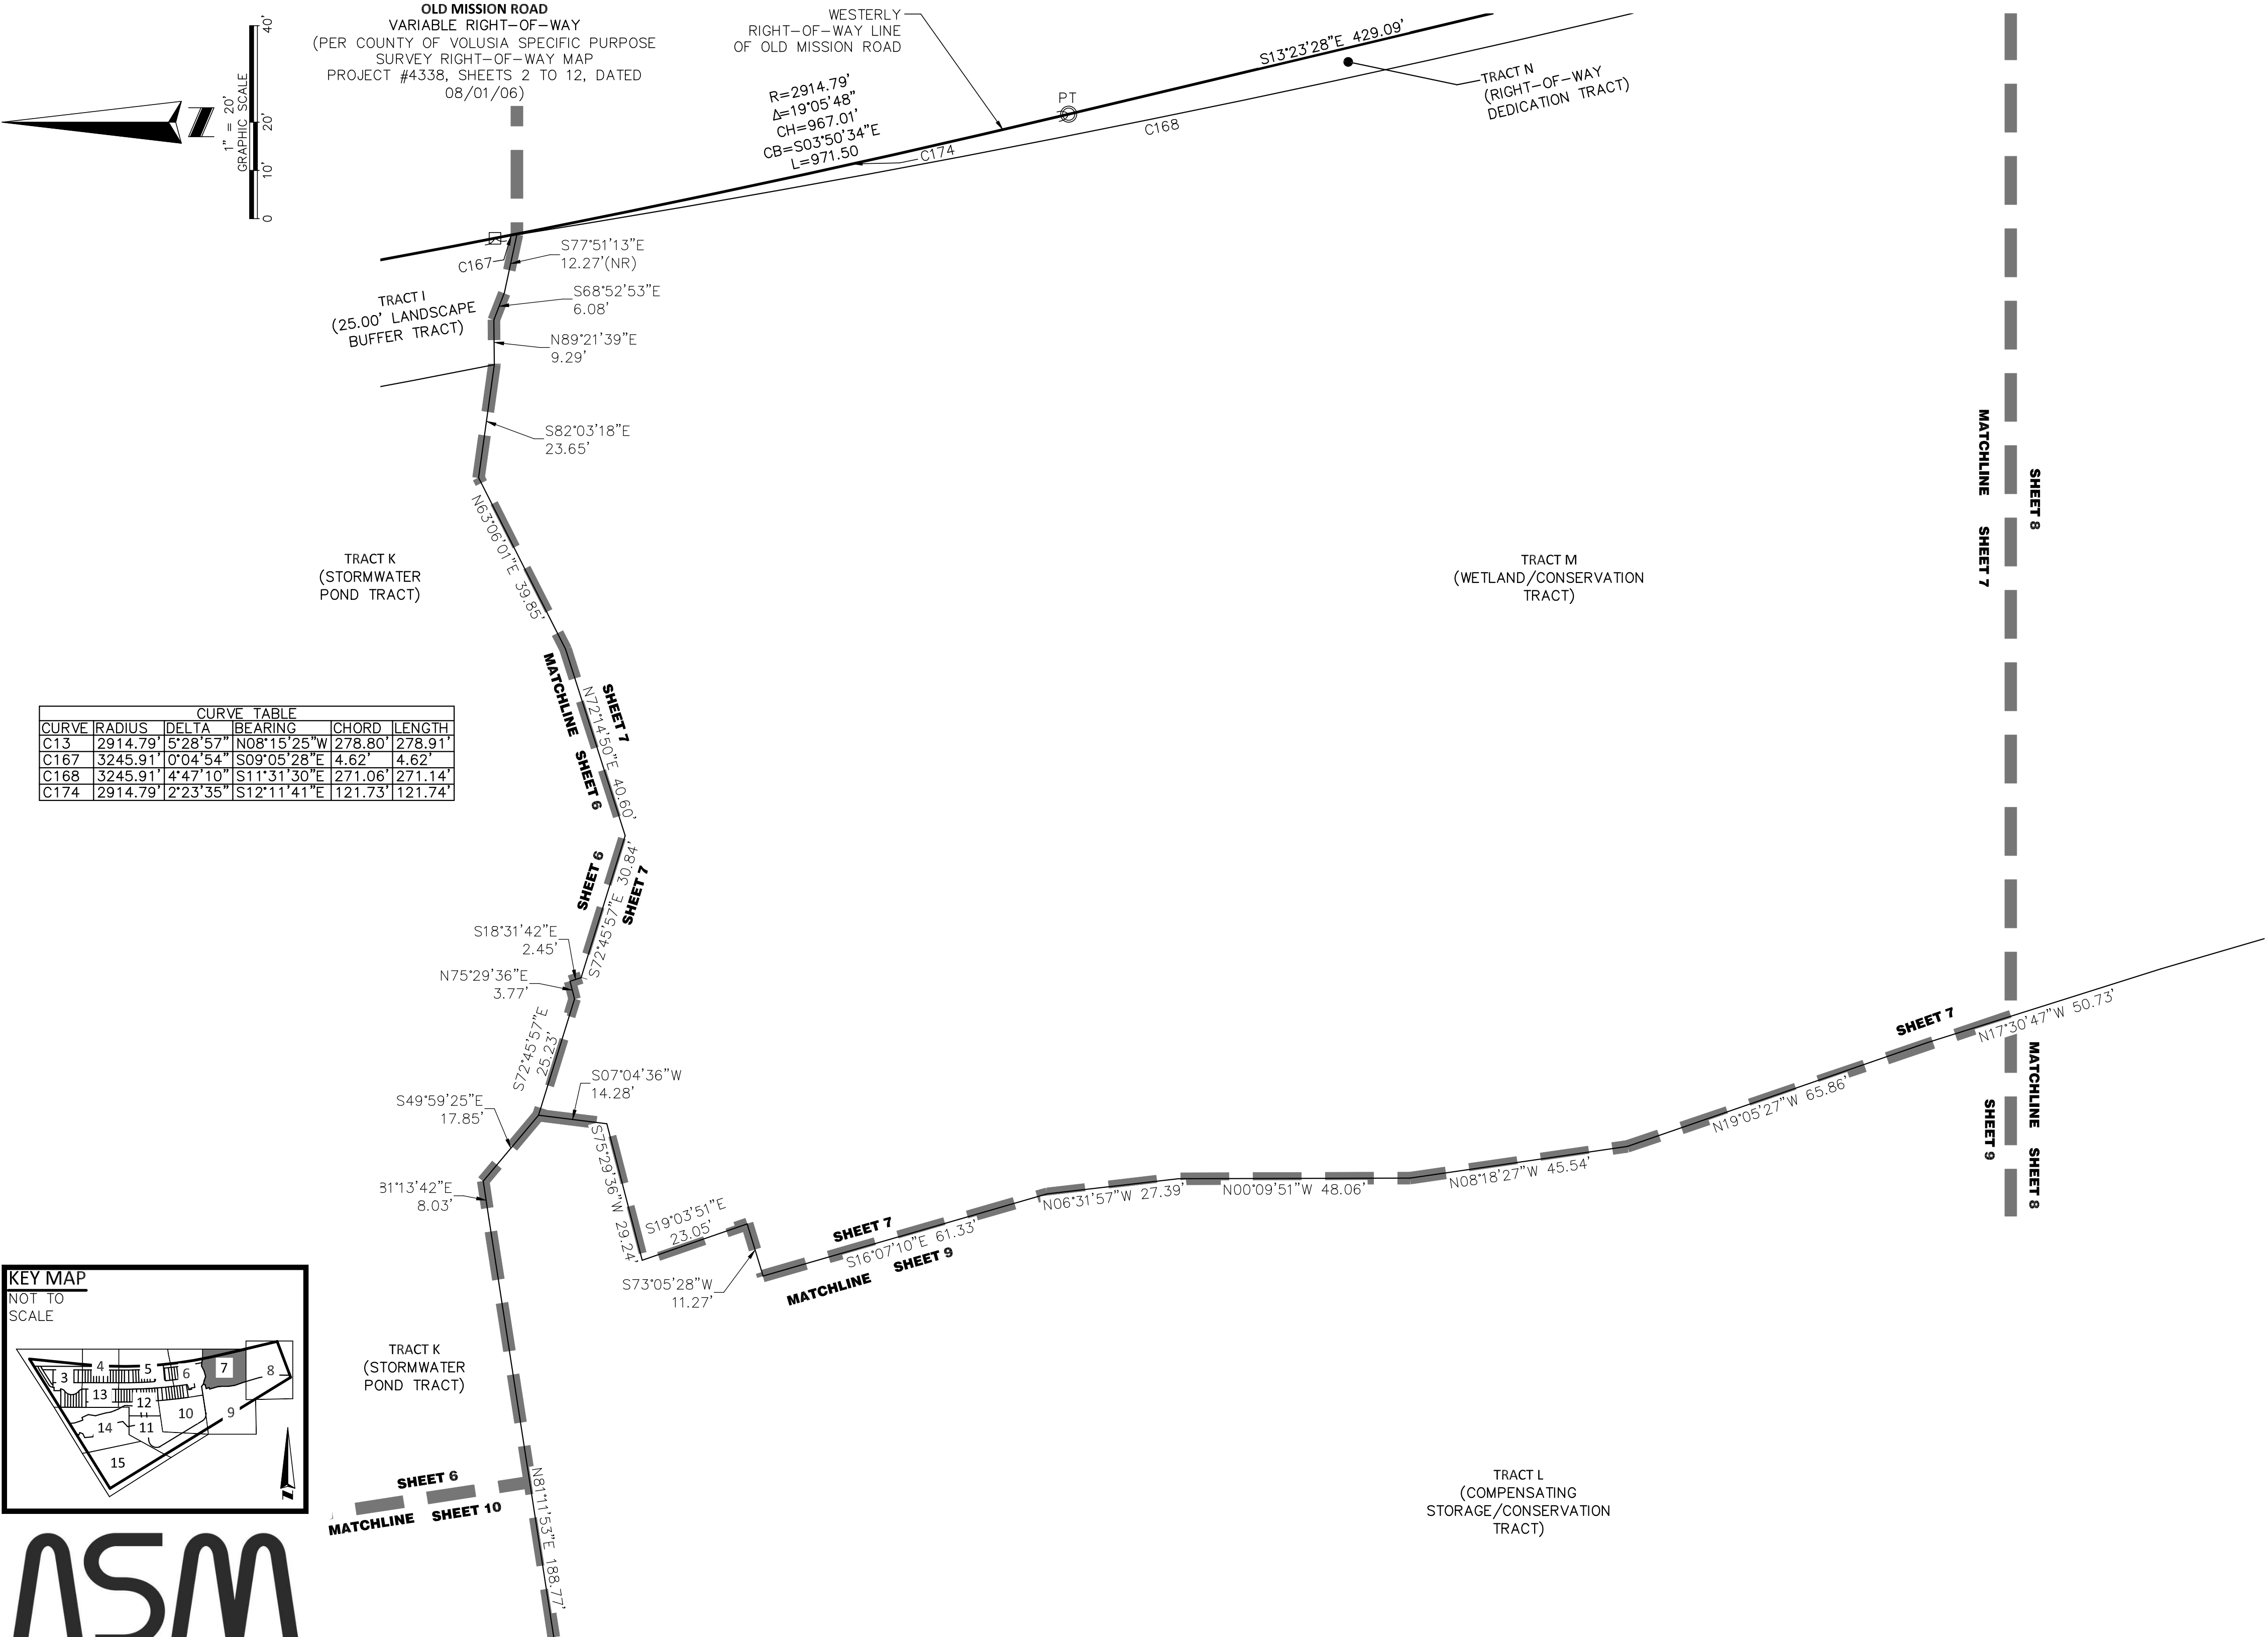 OLD MISSION ROAD
VARIABLE RIGHT-OF-WAY
(PER COUNTY OF VOLUSIA SPECIFIC PURPOSE
SURVEY RIGHT-OF-WAY MAP
PROJECT #4338, SHEETS 2 TO 12, DATED
08/01/06)
1" = 20'
GRAPHIC SCALE
0
10'
20'
40'
WESTERLY
RIGHT-OF-WAY LINE
OF OLD MISSION ROAD
R=2914.79'
Δ=19°05'48"
CH=967.01'
CB=S03°50'34"E
L=971.50
C174
PT
C168
S13°23'28"E 429.09'
TRACT N
(RIGHT-OF-WAY
DEDICATION TRACT)
C167
S77°51'13"E
12.27'(NR)
S68°52'53"E
6.08'
N89°21'39"E
9.29'
TRACT I
(25.00' LANDSCAPE
BUFFER TRACT)
S82°03'18"E
23.65'
N63°06'01"E 39.85'
TRACT K
(STORMWATER
POND TRACT)
TRACT M
(WETLAND/CONSERVATION
TRACT)
MATCHLINE SHEET 7
SHEET 8
SHEET 7
N72°14'50"E 40.60'
MATCHLINE SHEET 6
CURVE TABLE
CURVE RADIUS DELTA BEARING CHORD LENGTH
C13 2914.79' 5°28'57" N08°15'25"W 278.80' 278.91'
C167 3245.91' 0°04'54" S09°05'28"E 4.62' 4.62'
C168 3245.91' 4°47'10" S11°31'30"E 271.06' 271.14'
C174 2914.79' 2°23'35" S12°11'41"E 121.73' 121.74'
SHEET 6
S72°45'57"E 30.84'
SHEET 7
S18°31'42"E
2.45'
N75°29'36"E
3.77'
S72°45'57"E
25.23'
S07°04'36"W
14.28'
S49°59'25"E
17.85'
S75°29'36"W 29.24'
81°13'42"E
8.03'
S19°03'51"E
23.05'
S73°05'28"W
11.27'
SHEET 7
S16°07'10"E 61.33'
MATCHLINE SHEET 9
N06°31'57"W 27.39'
N00°09'51"W 48.06'
N08°18'27"W 45.54'
N19°05'27"W 65.86'
SHEET 7
N17°30'47"W 50.73'
SHEET 9
MATCHLINE SHEET 8
KEY MAP
NOT TO
SCALE
3
4
5
6
7
8
13
12
10
9
14
11
15
TRACT K
(STORMWATER
POND TRACT)
SHEET 6
MATCHLINE SHEET 10
N81°11'53"E 188.77'
TRACT L
(COMPENSATING
STORAGE/CONSERVATION
TRACT)
ASM